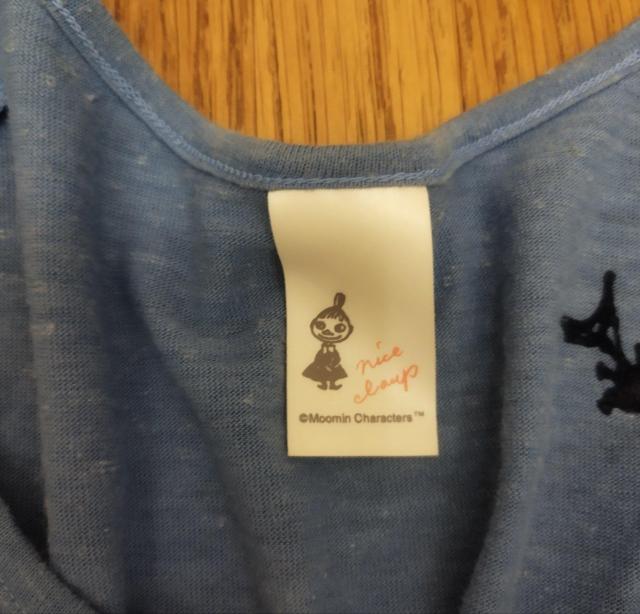 nice
claup
©Moomin Characters™